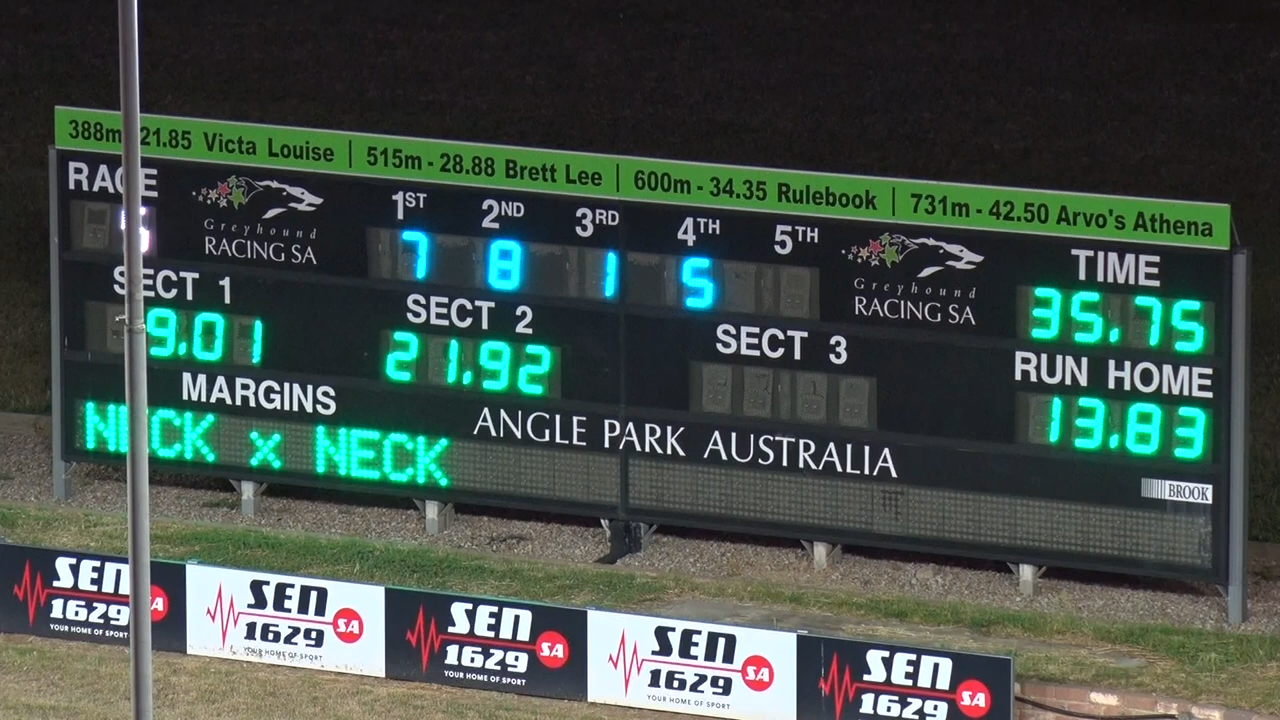 388m 21.85 Victa Louise | 515m - 28.88 Brett Lee | 600m - 34.35 Rulebook | 731m - 42.50 Arvo's Athena
RACE
Greyhound
RACING SA
1ST 2ND 3RD 4TH 5TH
7 8 1 5
Greyhound
RACING SA
TIME
35.75
SECT 1
9.01
SECT 2
21.92
SECT 3
RUN HOME
13.83
MARGINS
NECK x NECK
ANGLE PARK AUSTRALIA
BROOK
SEN
1629 SA
YOUR HOME OF SPORT
SEN
1629 SA
YOUR HOME OF SPORT
SEN
1629 SA
YOUR HOME OF SPORT
SEN
1629 SA
YOUR HOME OF SPORT
SEN
1629 SA